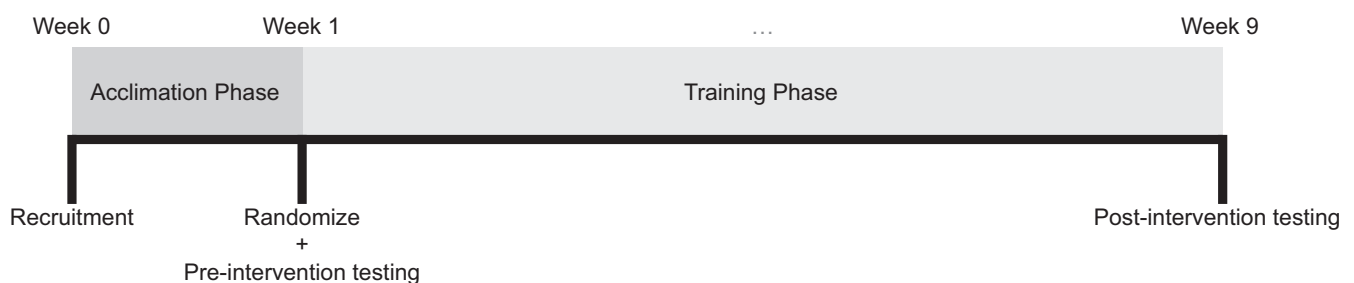 Week 0 Week 1 … Week 9
Acclimation Phase Training Phase
Recruitment Randomize Post-intervention testing
+
Pre-intervention testing